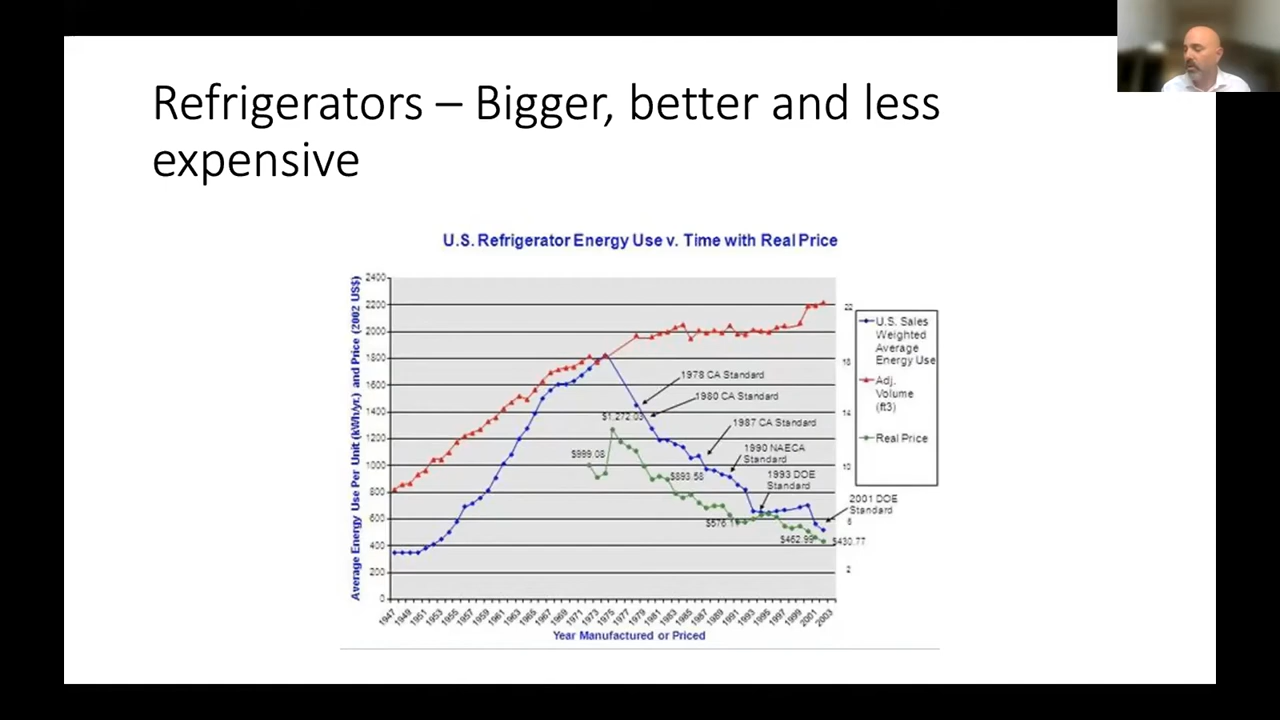 Refrigerators – Bigger, better and less
expensive
U.S. Refrigerator Energy Use v. Time with Real Price
Average Energy Use Per Unit (kWh/yr.) and Price (2002 US$)
2400
2200
2000
1800
1600
1400
1200
1000
800
600
400
200
0
1978 CA Standard
1980 CA Standard
$1,272.03
1987 CA Standard
$999.08
1990 NAECA
Standard
$893.58
1993 DOE
Standard
2001 DOE
Standard
$462.99
$430.77
22
18
14
10
6
2
U.S. Sales
Weighted
Average
Energy Use
Adj.
Volume
(ft3)
Real Price
1947
1949
1951
1953
1955
1957
1959
1961
1963
1965
1967
1969
1971
1973
1975
1977
1979
1981
1983
1985
1987
1989
1991
1993
1995
1997
1999
2001
2003
Year Manufactured or Priced